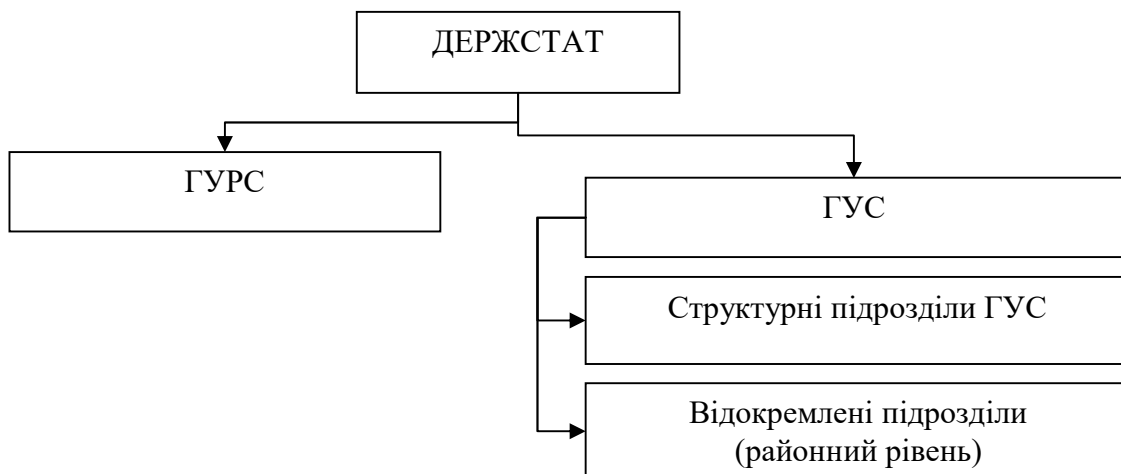 ДЕРЖСТАТ
ГУРС
ГУС
Структурні підрозділи ГУС
Відокремлені підрозділи
(районний рівень)